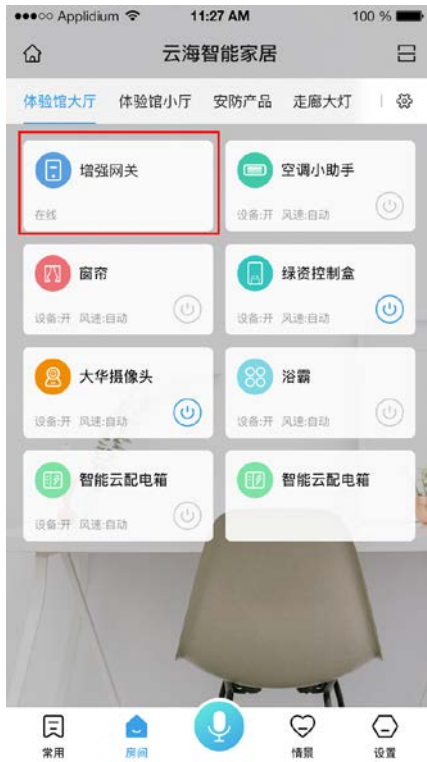 Applidium 11:27 AM 100 %
云海智能家居
体验馆大厅 体验馆小厅 安防产品 走廊大灯
增强网关 空调小助手
在线 设备:开 风速:自动
窗帘 绿资控制盒
设备:开 风速:自动 设备:开 风速:自动
大华摄像头 浴霸
设备:开 风速:自动 设备:开 风速:自动
智能云配电箱 智能云配电箱
设备:开 风速:自动
常用 房间 情景 设置